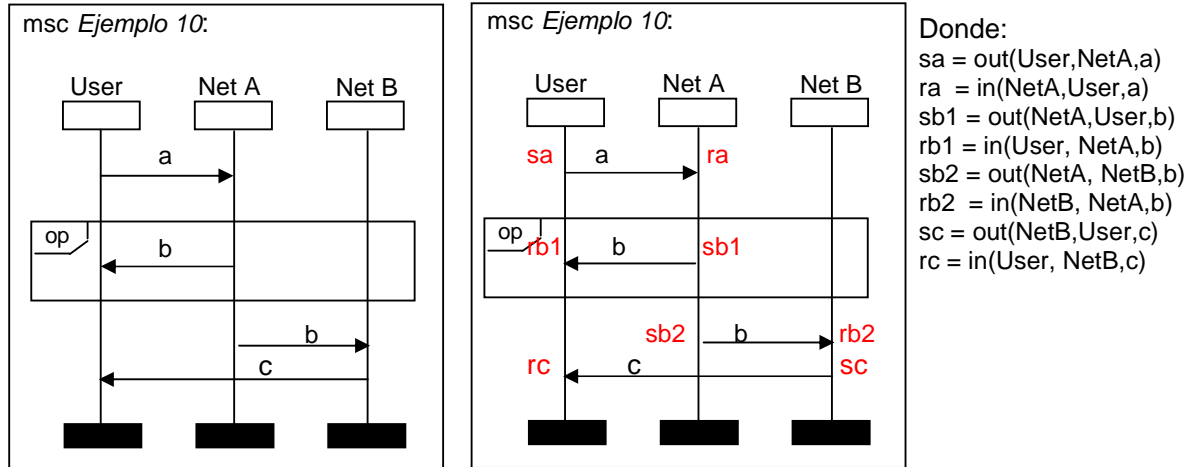 msc Ejemplo 10:
User Net A Net B
a
op
b
b
c
msc Ejemplo 10:
User Net A Net B
sa a ra
op
rb1 b sb1
sb2 b rb2
rc c sc
Donde:
sa = out(User,NetA,a)
ra = in(NetA,User,a)
sb1 = out(NetA,User,b)
rb1 = in(User, NetA,b)
sb2 = out(NetA, NetB,b)
rb2 = in(NetB, NetA,b)
sc = out(NetB,User,c)
rc = in(User, NetB,c)